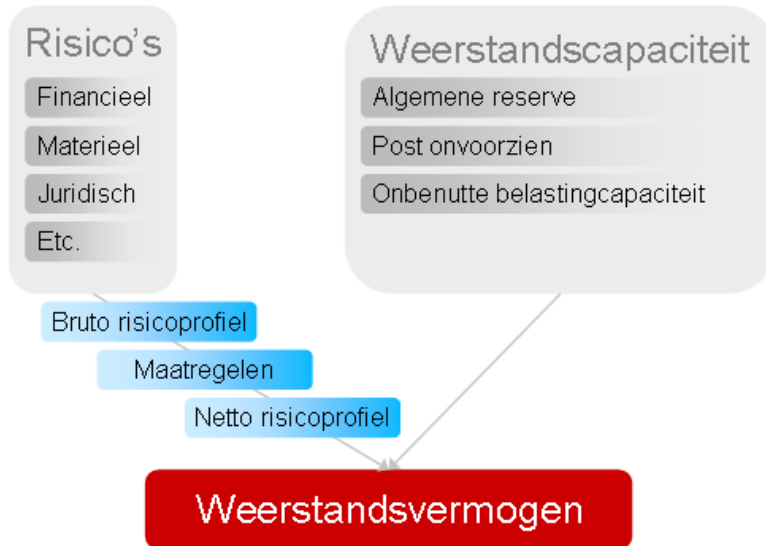 Risico's
Financieel
Materieel
Juridisch
Etc.
Weerstandscapaciteit
Algemene reserve
Post onvoorzien
Onbenutte belastingcapaciteit
Bruto risicoprofiel
Maatregelen
Netto risicoprofiel
Weerstandsvermogen